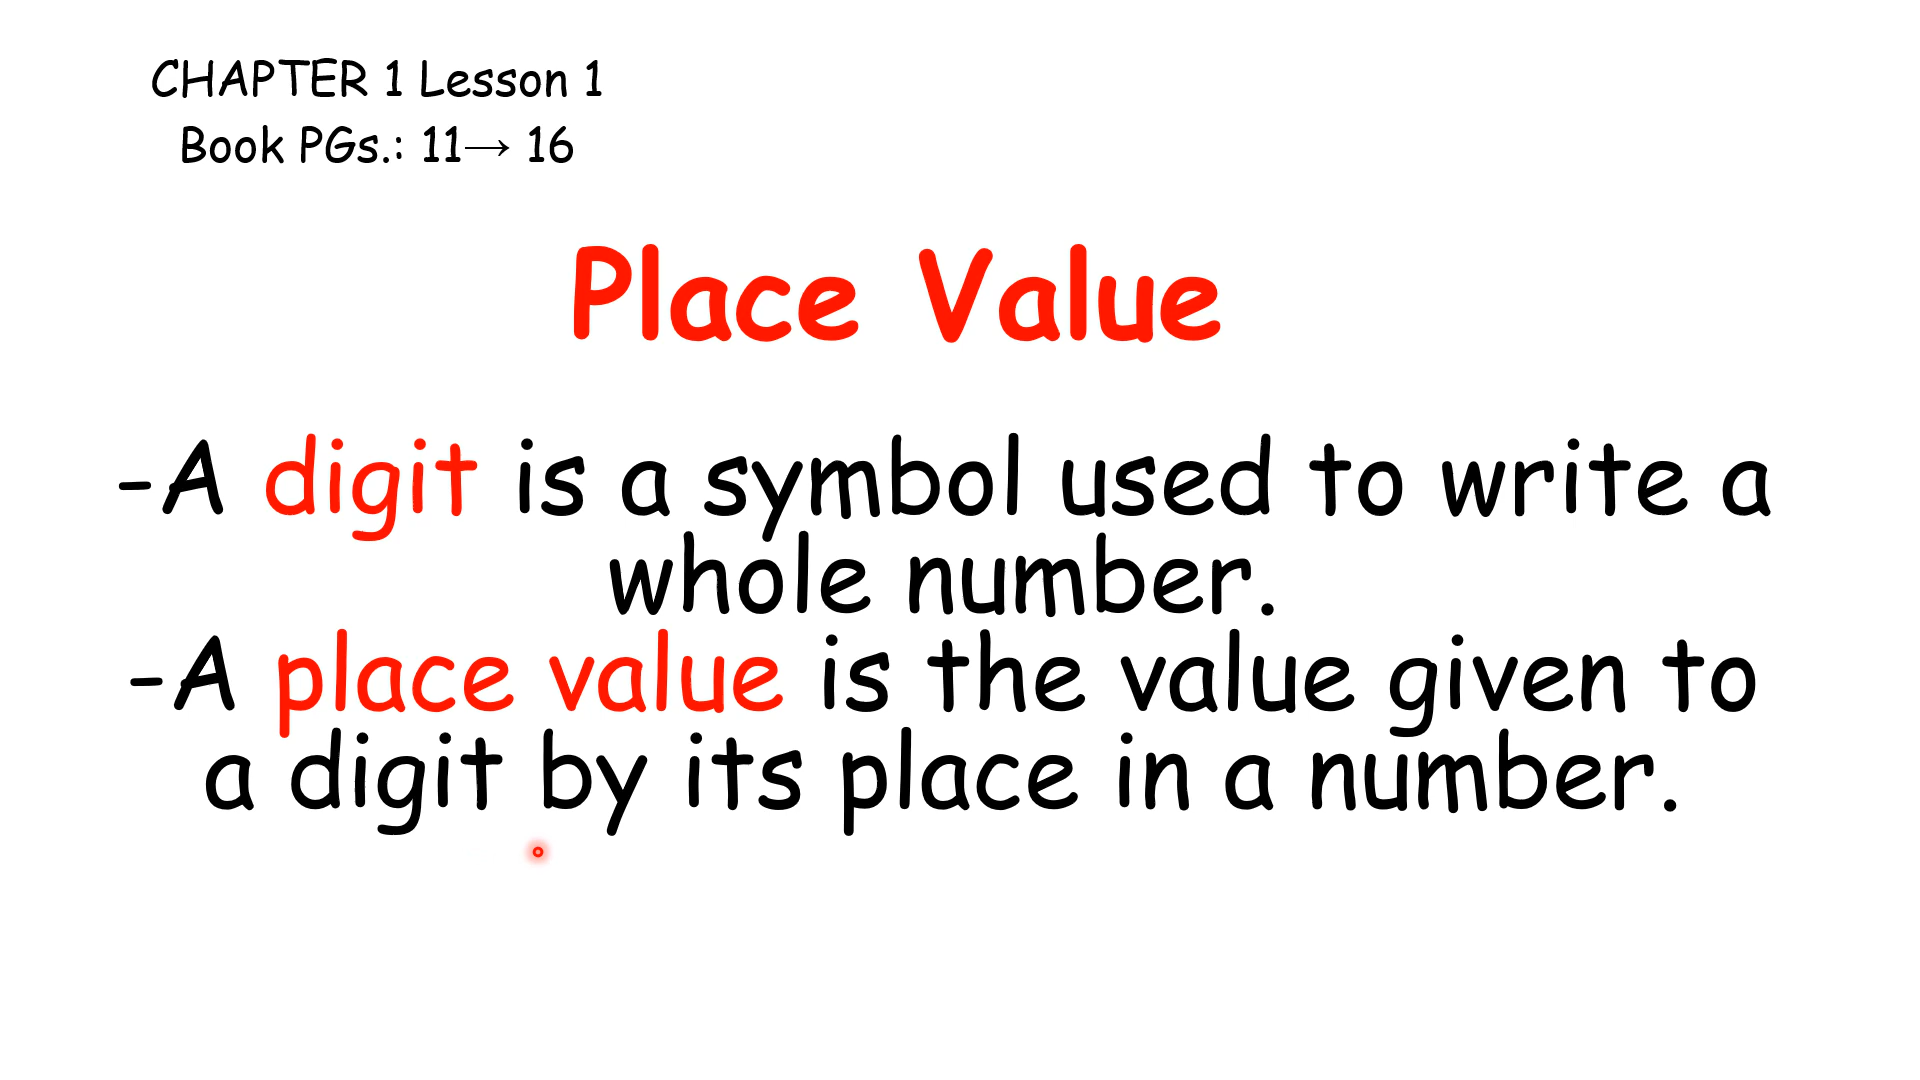 CHAPTER 1 Lesson 1
Book PGs.: 11→ 16
Place Value
-A digit is a symbol used to write a
whole number.
-A place value is the value given to
a digit by its place in a number.